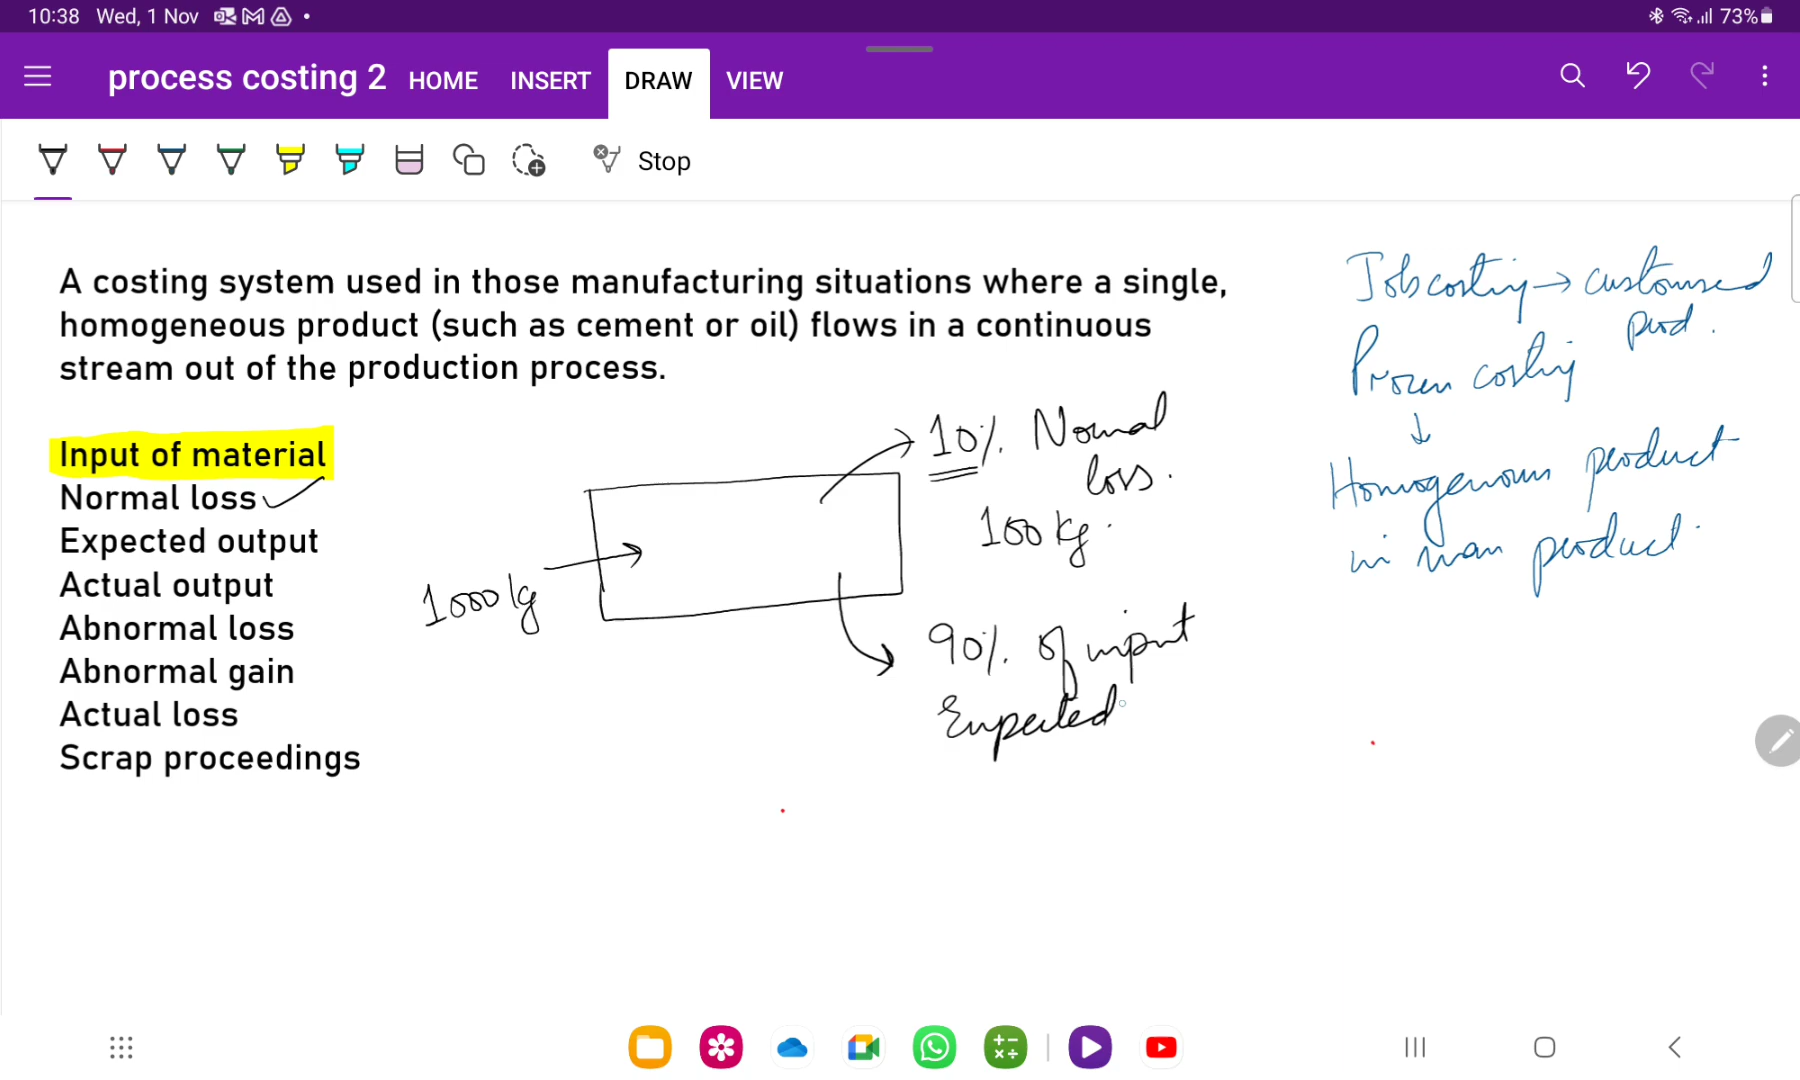 10:38 Wed, 1 Nov
73%
process costing 2 HOME INSERT DRAW VIEW
Stop
A costing system used in those manufacturing situations where a single,
homogeneous product (such as cement or oil) flows in a continuous
stream out of the production process.
Input of material
Normal loss
Expected output
Actual output
Abnormal loss
Abnormal gain
Actual loss
Scrap proceedings
1000 kg
10%. Normal
loss.
100 kg.
90%. of input
Expected
Job costing → customised
prod.
Process costing
↓
Homogenous product
in man product.